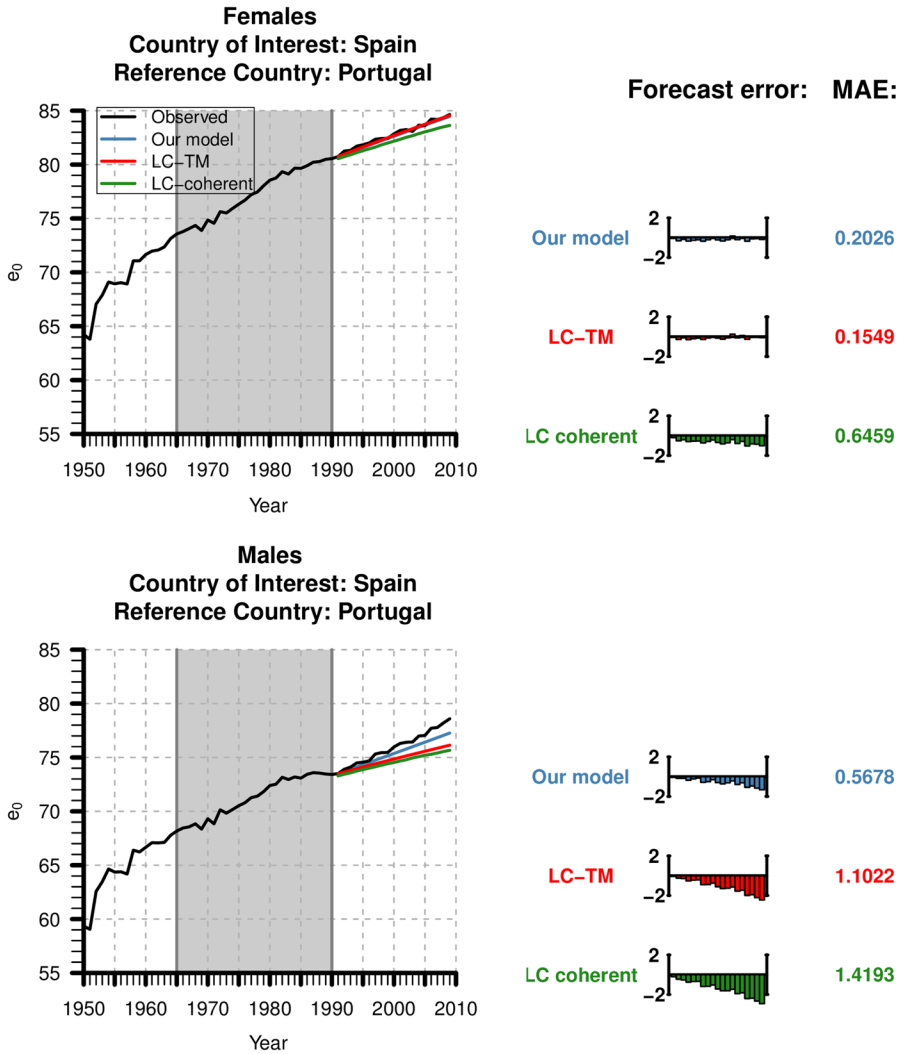 Females
Country of Interest: Spain
Reference Country: Portugal
Forecast error: MAE:
85
80
75
70
65
60
55
e0
Observed
Our model
LC−TM
LC−coherent
1950 1960 1970 1980 1990 2000 2010
Year
Our model 2 −2 0.2026
LC−TM 2 −2 0.1549
LC coherent 2 −2 0.6459
Males
Country of Interest: Spain
Reference Country: Portugal
85
80
75
70
65
60
55
e0
1950 1960 1970 1980 1990 2000 2010
Year
Our model 2 −2 0.5678
LC−TM 2 −2 1.1022
LC coherent 2 −2 1.4193